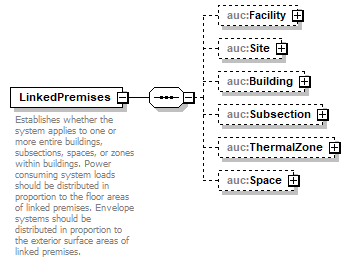 auc:Facility
auc:Site
auc:Building
LinkedPremises
auc:Subsection
auc:ThermalZone
auc:Space
Establishes whether the
system applies to one or
more entire buildings,
subsections, spaces, or zones
within buildings. Power
consuming system loads
should be distributed in
proportion to the floor areas
of linked premises. Envelope
systems should be
distributed in proportion to
the exterior surface areas of
linked premises.